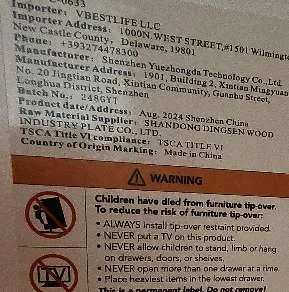 -0633
Importer: VBESTLIFE LLC
Importer Address: 1000N.WEST STREET,#1501 Wilmingto
New Castle County, Delaware, 19801
Phone: +3932744783​00
Manufacturer: Shenzhen Yuezhongda Technology Co.,Ltd.
Manufacturer Address: 1901, Building 2, Xintian Mingyuan
No. 20 Jingtian Road, Xintian Community, Guanhu Street,
Longhua District, Shenzhen
Batch No.: 248GYT
Product date/Address: Aug. 2024 Shenzhen China
Raw Material Supplier: SHANDONG DINGSEN WOOD
INDUSTRY PLATE CO., LTD.
TSCA Title VI compliance: TSCA TITLE VI
Country of Origin Marking: Made in China
WARNING
Children have died from furniture tip-over.
To reduce the risk of furniture tip-over:
• ALWAYS install tip-over restraint provided.
• NEVER put a TV on this product.
• NEVER allow children to stand, climb or hang
on drawers, doors, or shelves.
• NEVER open more than one drawer at a time.
• Place heaviest items in the lowest drawer.
This is a permanent label. Do not remove!
TV